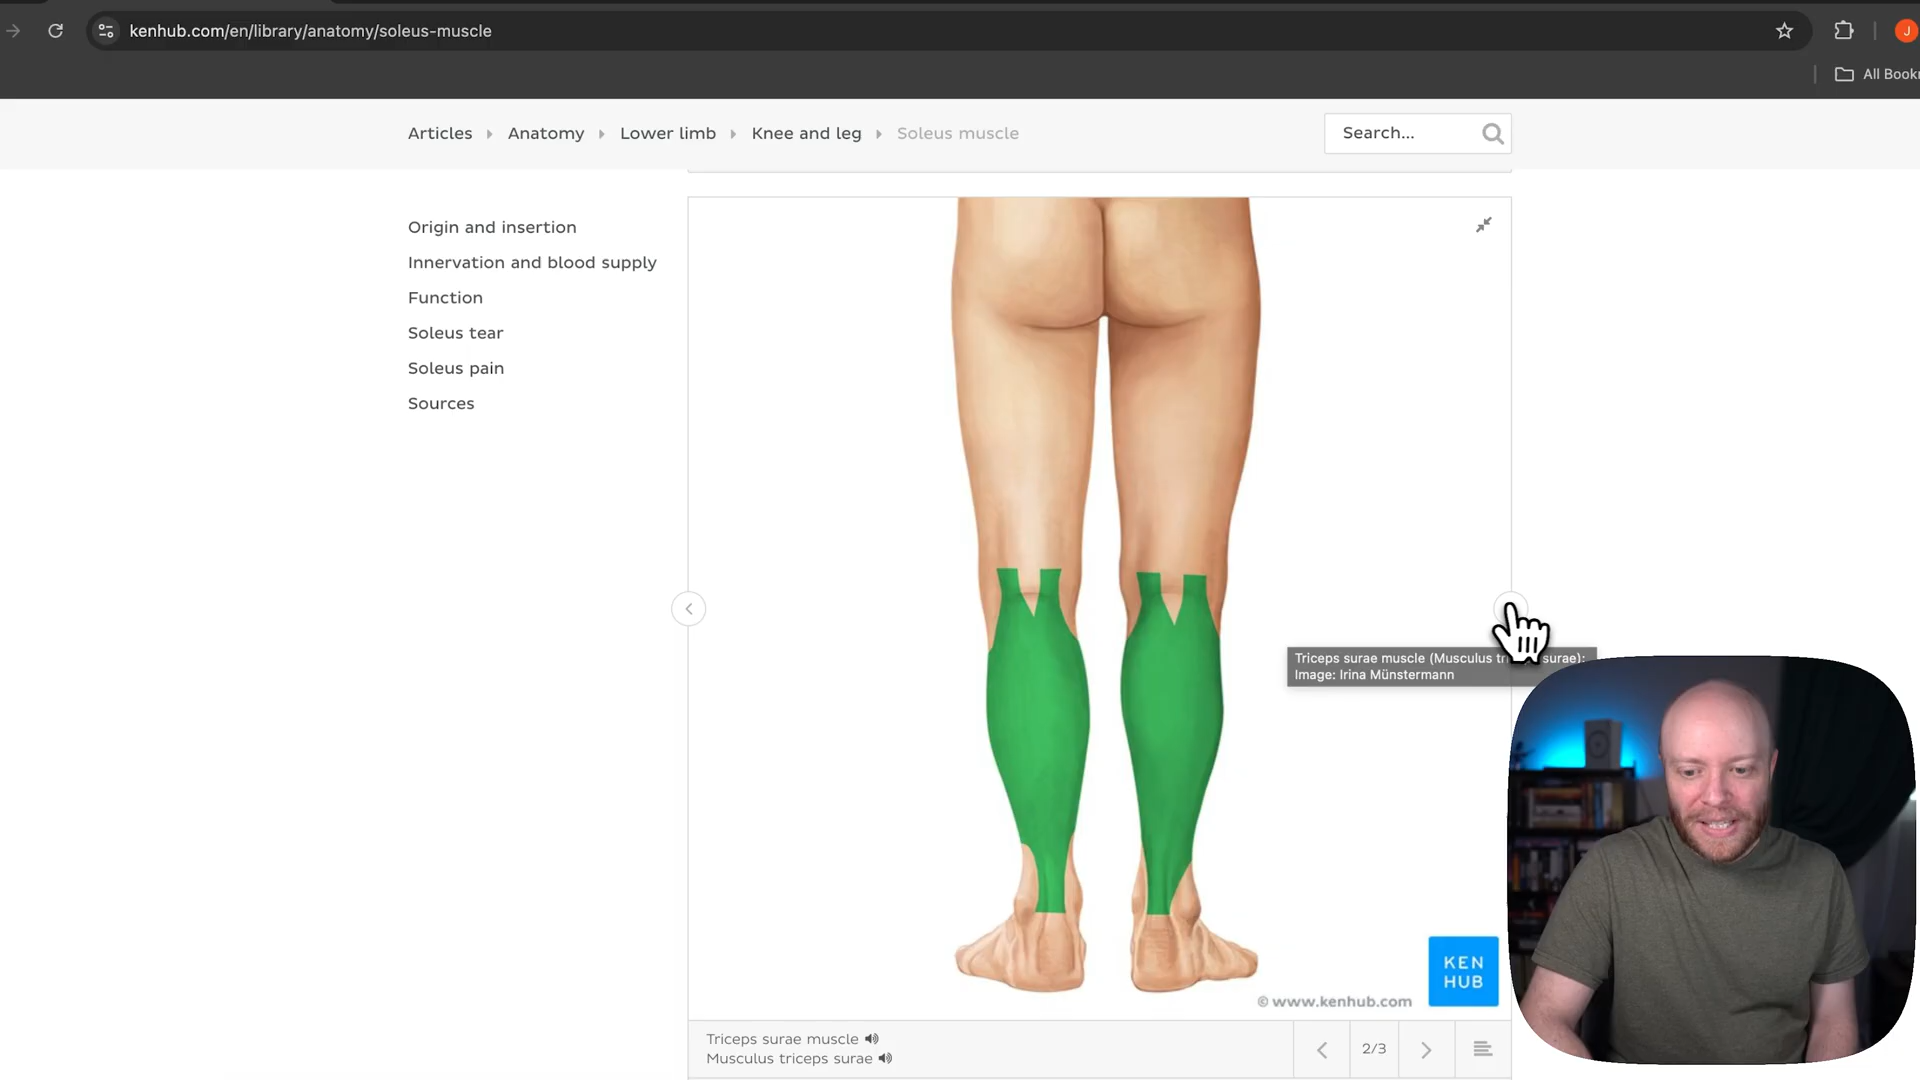 kenhub.com/en/library/anatomy/soleus-muscle
J
All Book
Articles
Anatomy
Lower limb
Knee and leg
Soleus muscle
Search...
Origin and insertion
Innervation and blood supply
Function
Soleus tear
Soleus pain
Sources
Triceps surae muscle (Musculus tr surae):
Image: Irina Münstermann
KEN
HUB
© www.kenhub.com
Triceps surae muscle
Musculus triceps surae
2/3